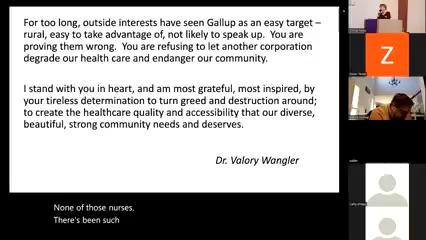 For too long, outside interests have seen Gallup as an easy target –
rural, easy to take advantage of, not likely to speak up.  You are
proving them wrong.  You are refusing to let another corporation
degrade our health care and endanger our community.
I stand with you in heart, and am most grateful, most inspired, by
your tireless determination to turn greed and destruction around;
to create the healthcare quality and accessibility that our diverse,
beautiful, strong community needs and deserves.
Dr. Valory Wangler
Z
None of those nurses.
There's been such